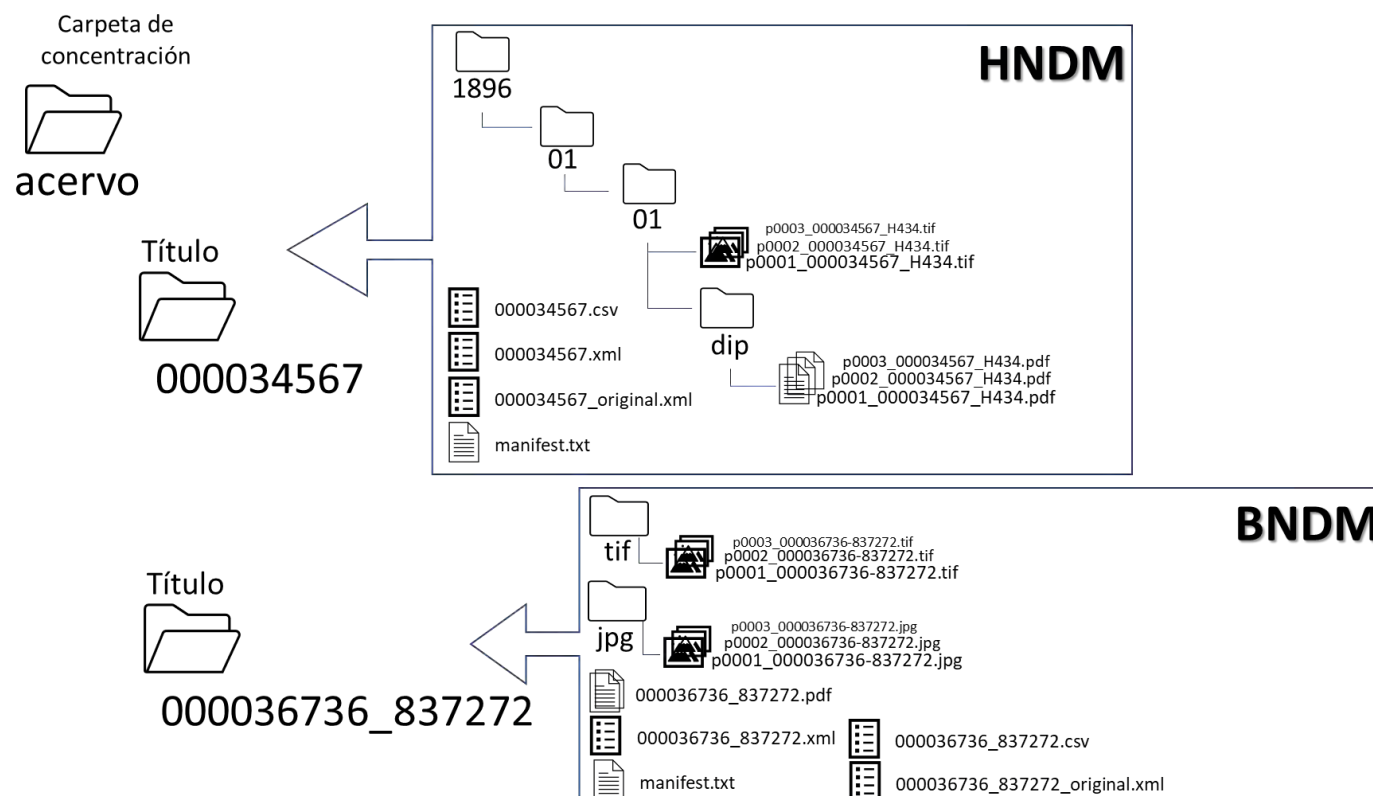 Carpeta de
concentración
acervo
Título
000034567
HNDM
1896
01
01
p0003_000034567_H434.tif
p0002_000034567_H434.tif
p0001_000034567_H434.tif
dip
p0003_000034567_H434.pdf
p0002_000034567_H434.pdf
p0001_000034567_H434.pdf
000034567.csv
000034567.xml
000034567_original.xml
manifest.txt
Título
000036736_837272
BNDM
tif
p0003_000036736-837272.tif
p0002_000036736-837272.tif
p0001_000036736-837272.tif
jpg
p0003_000036736-837272.jpg
p0002_000036736-837272.jpg
p0001_000036736-837272.jpg
000036736_837272.pdf
000036736_837272.xml
000036736_837272.csv
manifest.txt
000036736_837272_original.xml